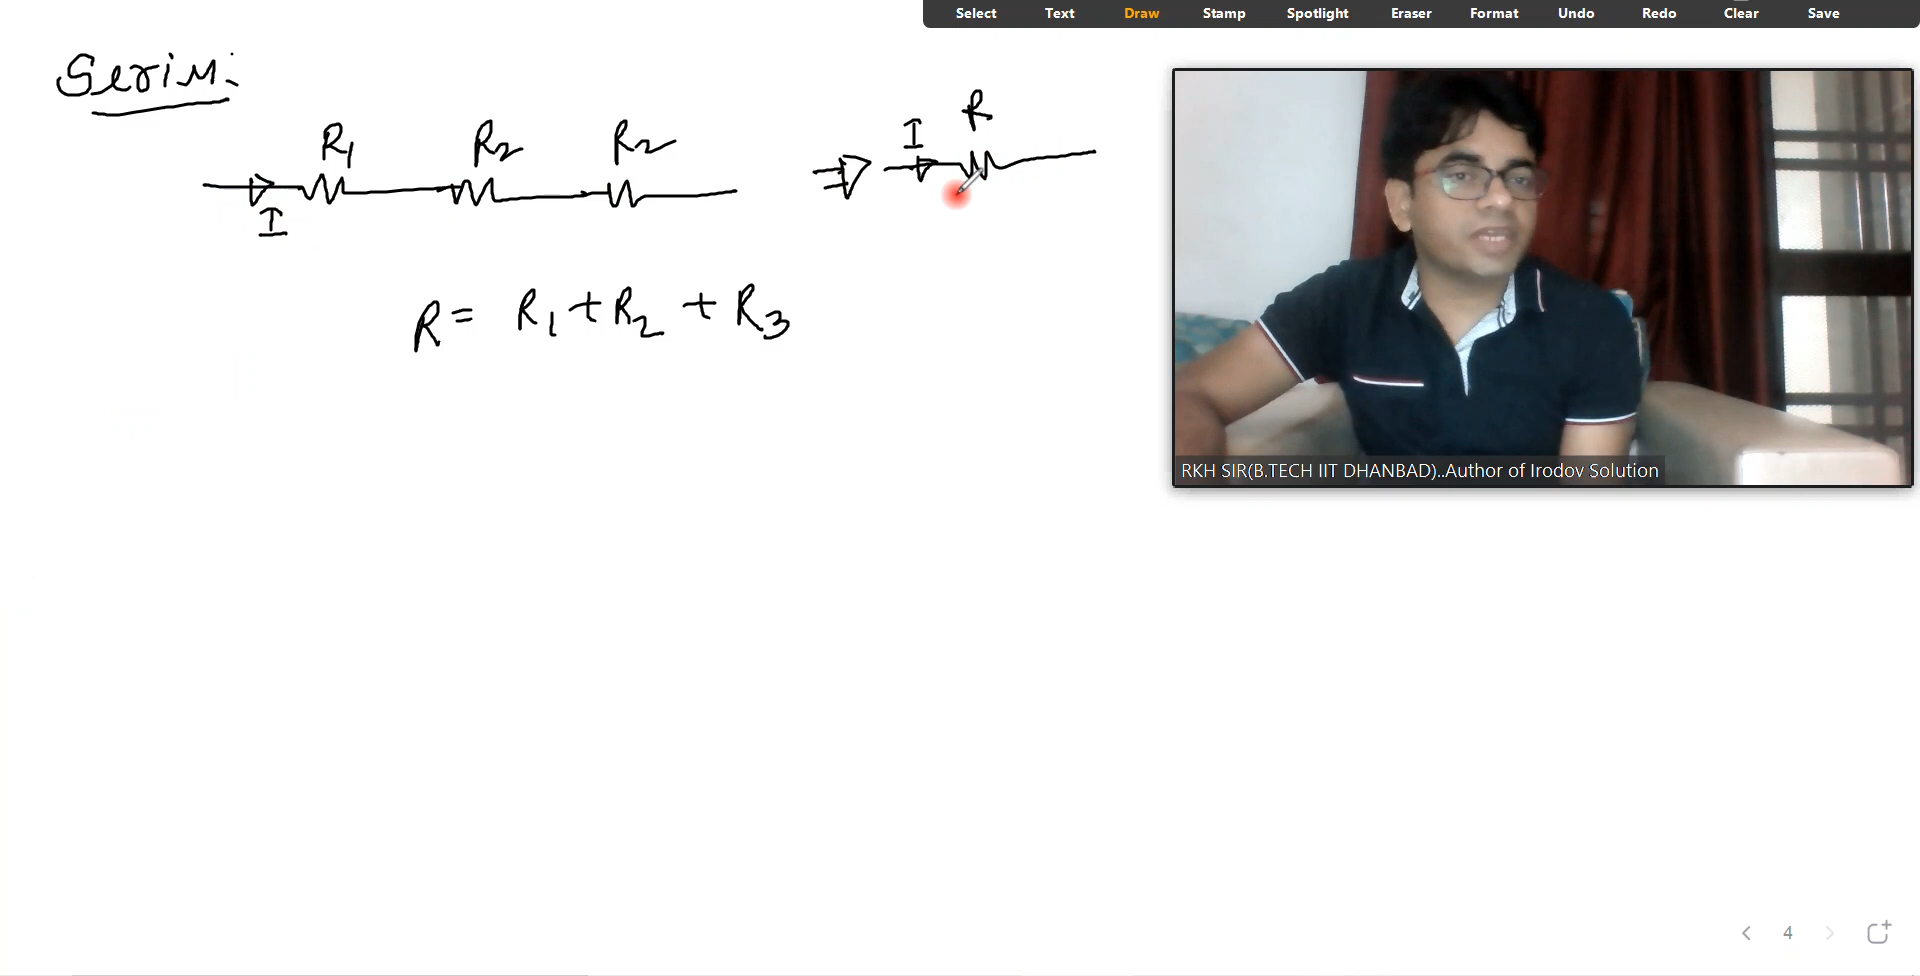 Select Text Draw Stamp Spotlight Eraser Format Undo Redo Clear Save
Series:
R1 R2 R2
I
I R
R = R1 + R2 + R3
RKH SIR(B.TECH IIT DHANBAD)..Author of Irodov Solution
4